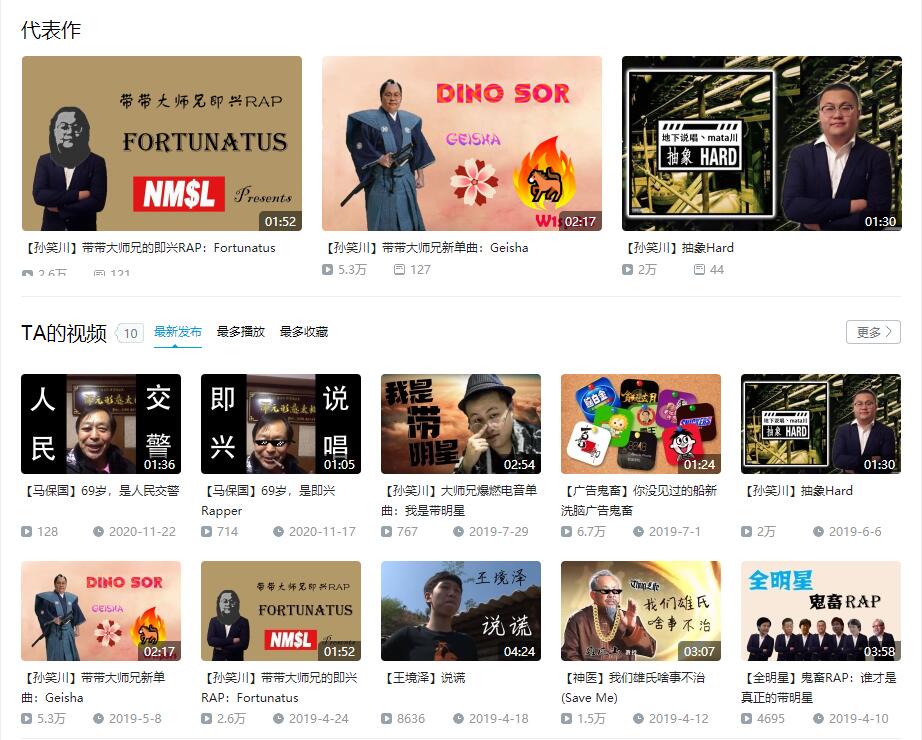 代表作
带带大师兄即兴RAP
FORTUNATUS
NM$L
Presents
01:52
DINO SOR
GEISHA
02:17
地下说唱丶mata川
抽象 HARD
01:30
【孙笑川】带带大师兄的即兴RAP：Fortunatus
【孙笑川】带带大师兄新单曲：Geisha
【孙笑川】抽象Hard
2.6万 121
5.3万 127
2万 44
TA的视频 10 最新发布 最多播放 最多收藏
更多
人民 交警
01:36
即兴 说唱
01:05
我是带明星
02:54
01:24
地下说唱丶mata川
抽象 HARD
01:30
【马保国】69岁，是人民交警
【马保国】69岁，是即兴
Rapper
【孙笑川】大师兄爆燃电音单
曲：我是带明星
【广告鬼畜】你没见过的船新
洗脑广告鬼畜
【孙笑川】抽象Hard
128 2020-11-22
714 2020-11-17
767 2019-7-29
6.7万 2019-7-1
2万 2019-6-6
DINO SOR
GEISHA
02:17
带带大师兄即兴RAP
FORTUNATUS
NM$L
Presents
01:52
王境泽
说谎
04:24
Thug Life
我们雄氏
啥事不治
03:07
全明星
鬼畜RAP
03:58
【孙笑川】带带大师兄新单
曲：Geisha
【孙笑川】带带大师兄的即兴
RAP：Fortunatus
【王境泽】说谎
【神医】我们雄氏啥事不治
(Save Me)
【全明星】鬼畜RAP：谁才是
真正的带明星
5.3万 2019-5-8
2.6万 2019-4-24
8636 2019-4-18
1.5万 2019-4-12
4695 2019-4-10